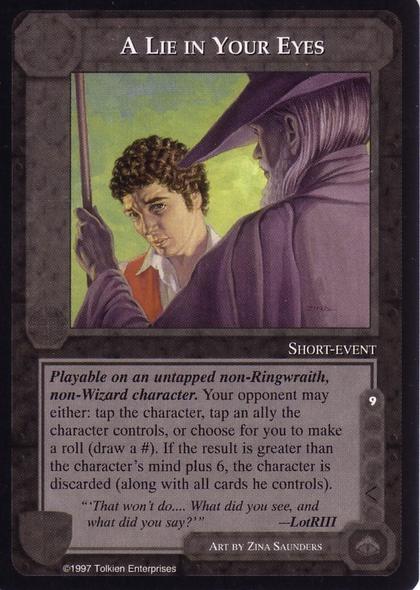 A LIE IN YOUR EYES
SHORT-EVENT
Playable on an untapped non-Ringwraith,
non-Wizard character. Your opponent may
either: tap the character, tap an ally the
character controls, or choose for you to make
a roll (draw a #). If the result is greater than
the character's mind plus 6, the character is
discarded (along with all cards he controls).
9
"'That won't do.... What did you see, and
what did you say?'" —LotRIII
ART BY ZINA SAUNDERS
©1997 Tolkien Enterprises